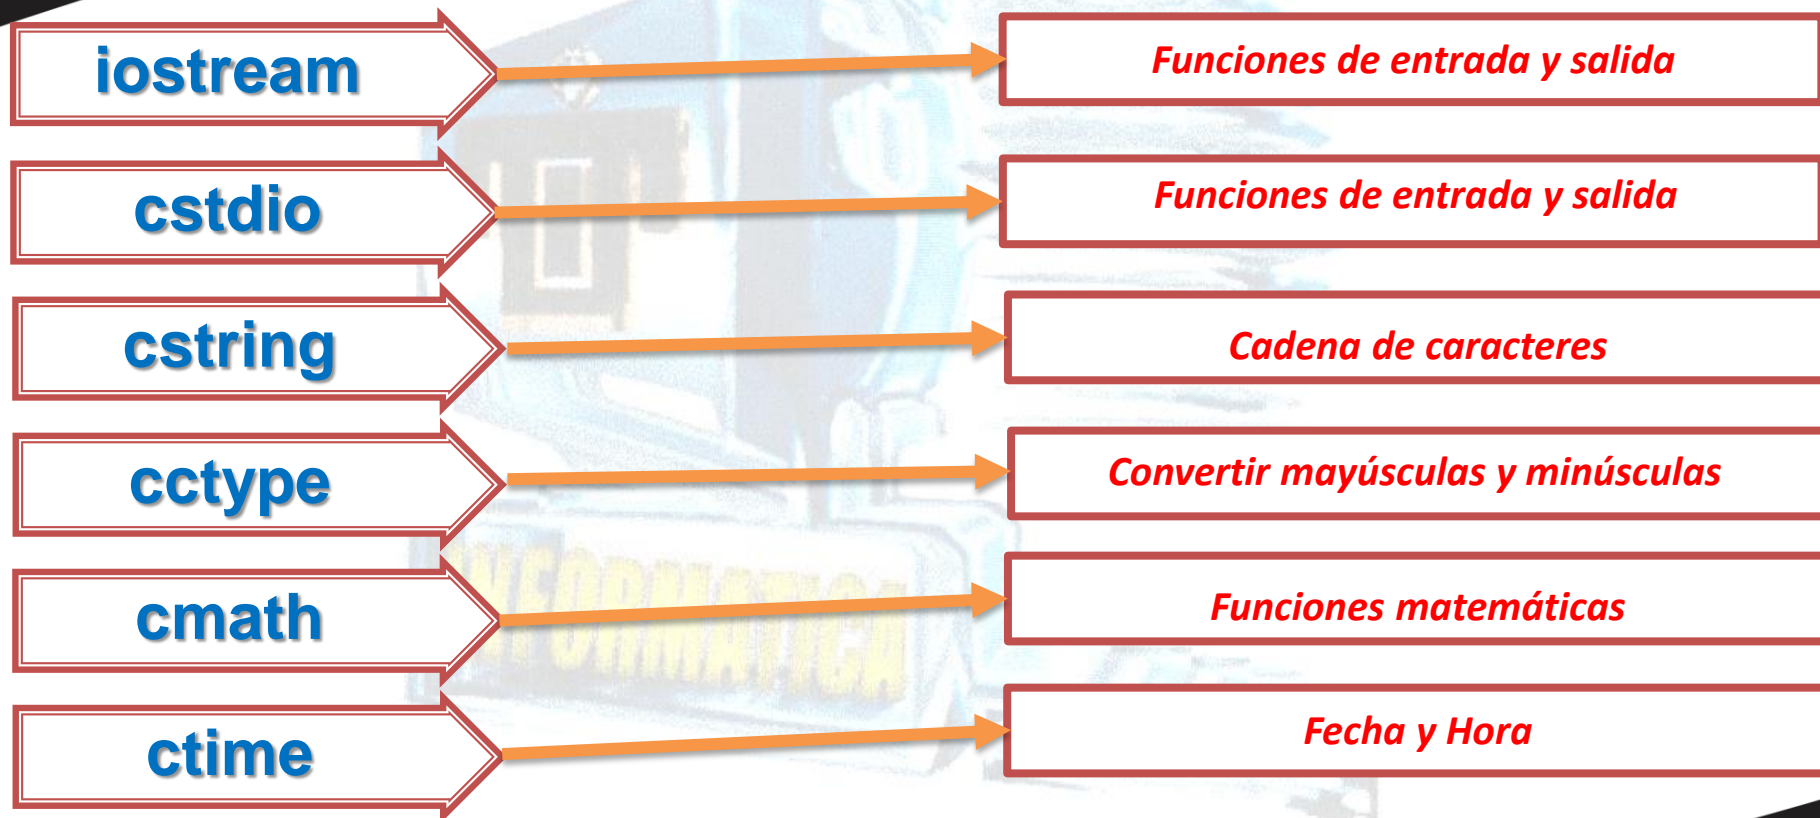 iostream
Funciones de entrada y salida
cstdio
Funciones de entrada y salida
cstring
Cadena de caracteres
cctype
Convertir mayúsculas y minúsculas
cmath
Funciones matemáticas
INFORMATICA
ctime
Fecha y Hora